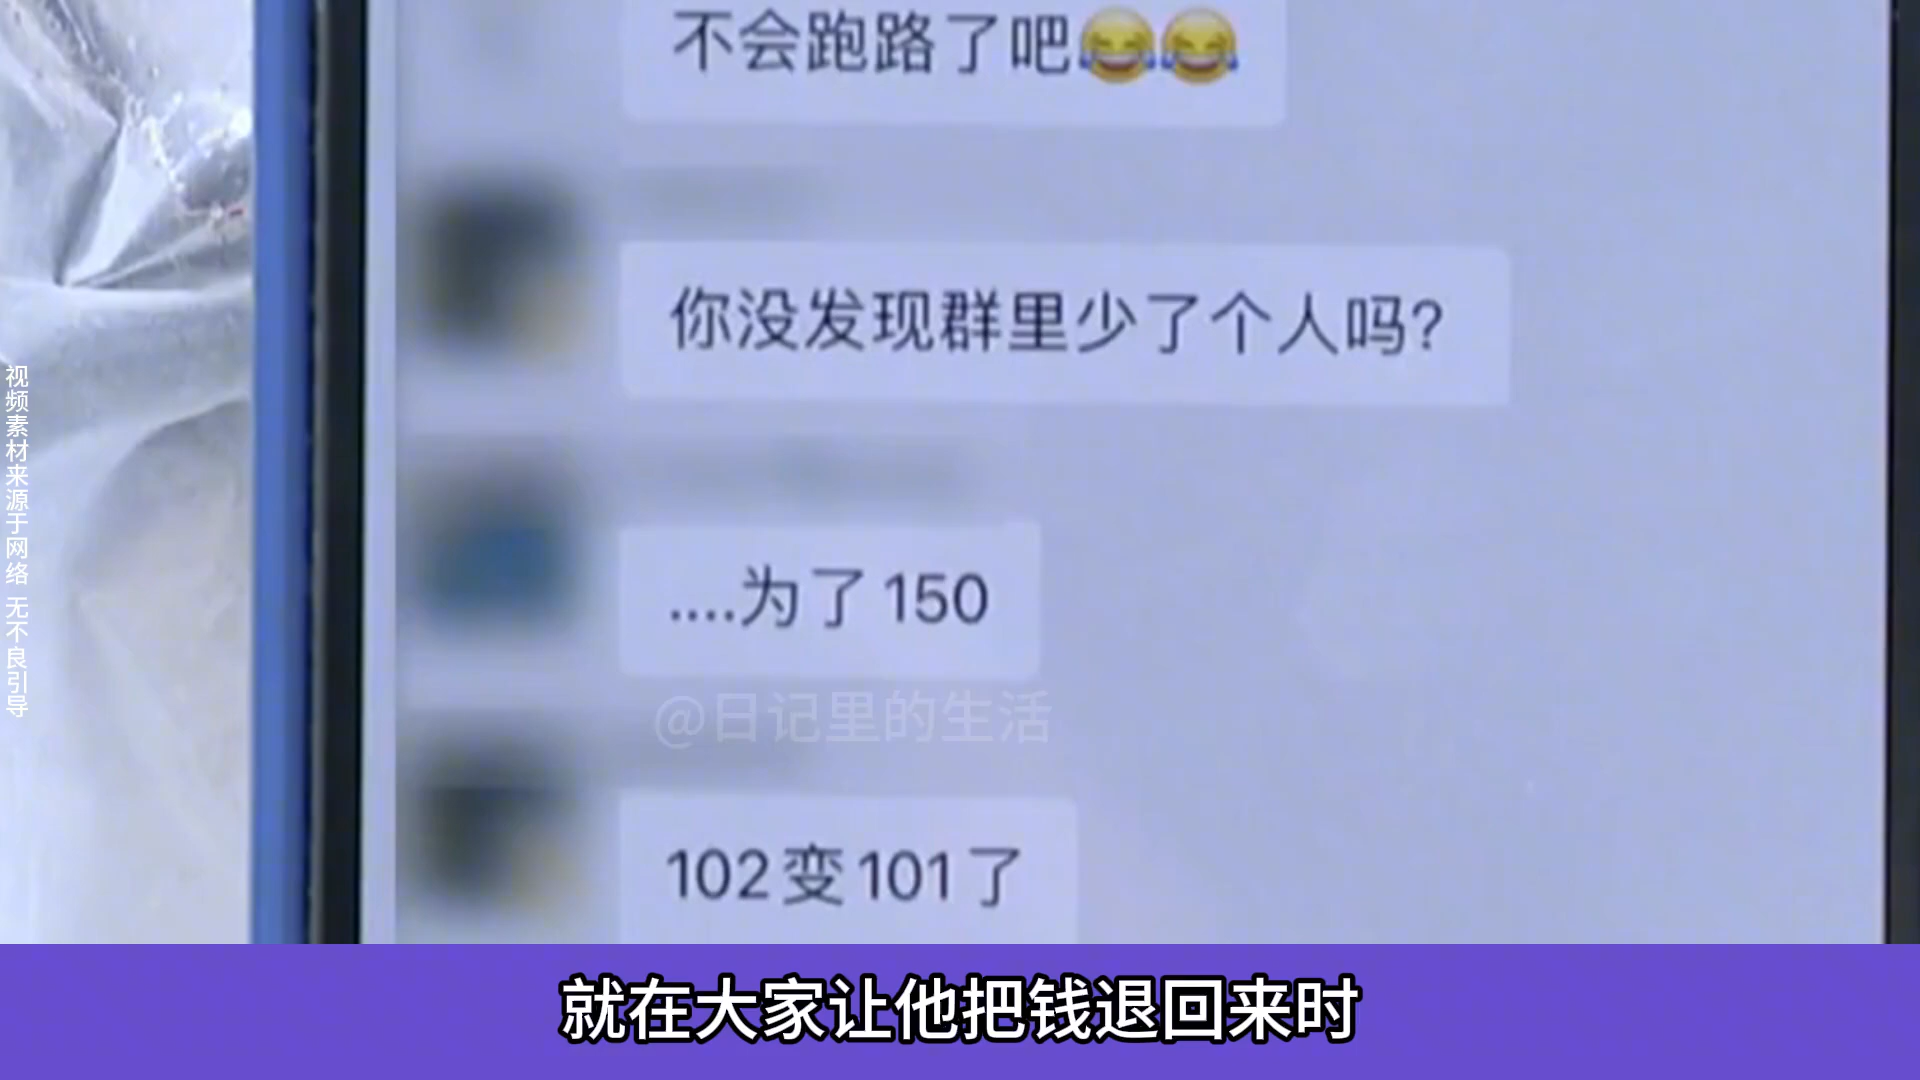 不会跑路了吧😂😂
你没发现群里少了个人吗?
....为了150
@日记里的生活
102变101了
视频素材来源于网络 无不良引导
就在大家让他把钱退回来时